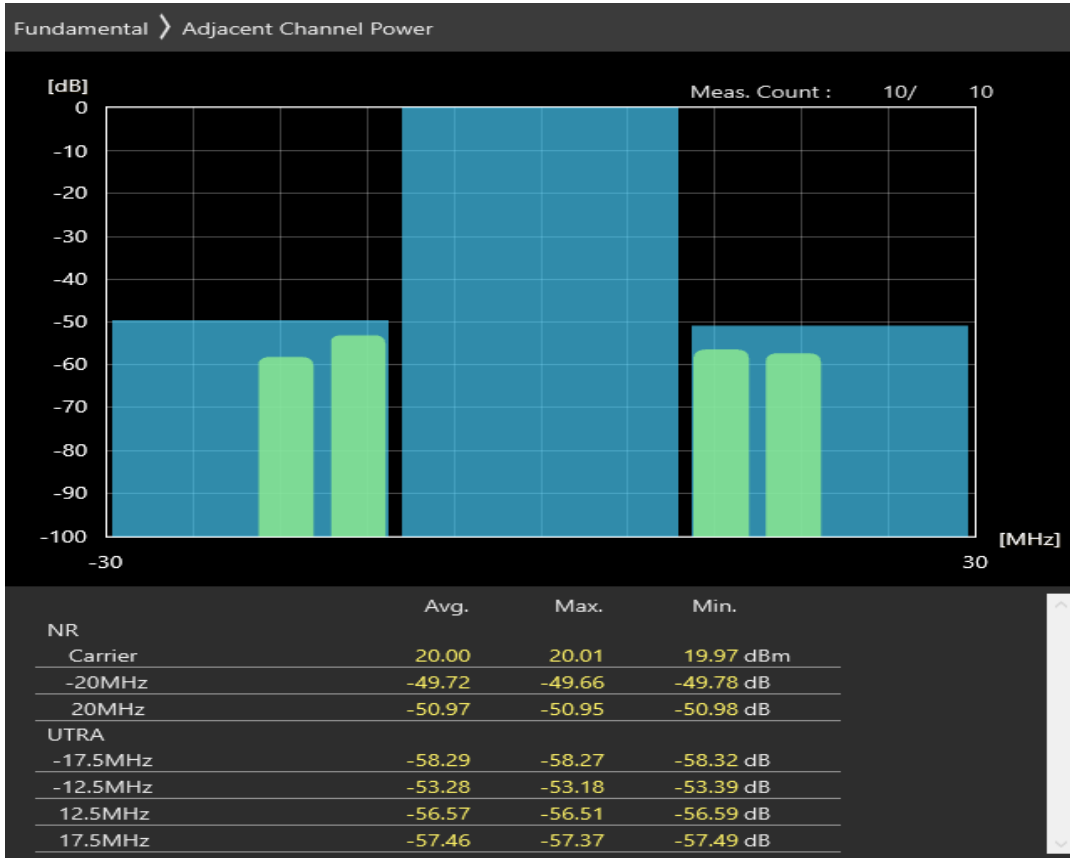 Fundamental 〉 Adjacent Channel Power
[dB]
Meas. Count : 10/ 10
0
-10
-20
-30
-40
-50
-60
-70
-80
-90
-100
[MHz]
-30 30
Avg. Max. Min.
NR
Carrier 20.00 20.01 19.97 dBm
-20MHz -49.72 -49.66 -49.78 dB
20MHz -50.97 -50.95 -50.98 dB
UTRA
-17.5MHz -58.29 -58.27 -58.32 dB
-12.5MHz -53.28 -53.18 -53.39 dB
12.5MHz -56.57 -56.51 -56.59 dB
17.5MHz -57.46 -57.37 -57.49 dB